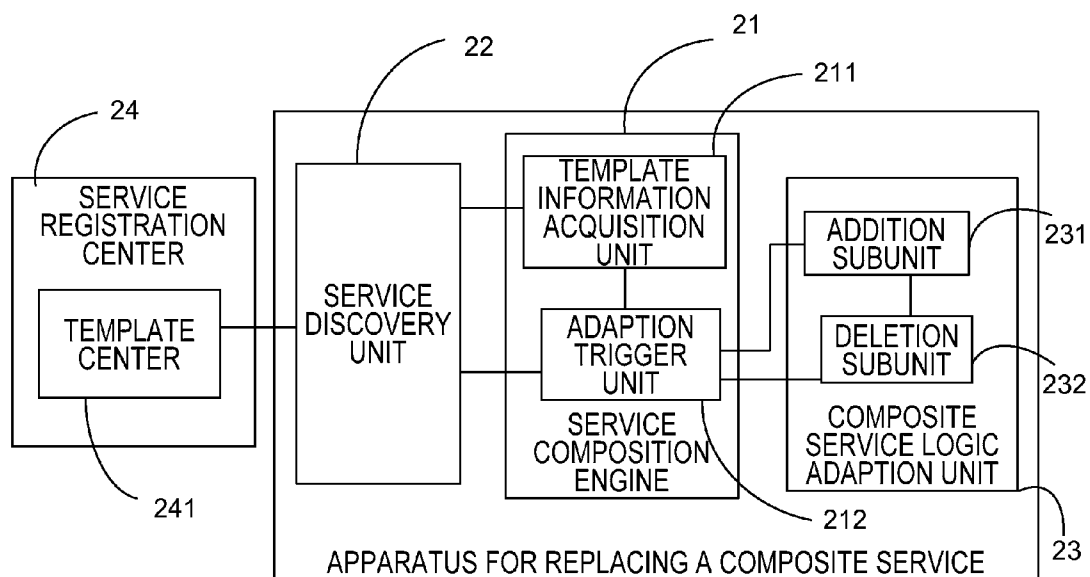 21
22
211
24
SERVICE
REGISTRATION
CENTER
TEMPLATE
CENTER
241
SERVICE
DISCOVERY
UNIT
TEMPLATE
INFORMATION
ACQUISITION
UNIT
ADAPTION
TRIGGER
UNIT
SERVICE
COMPOSITION
ENGINE
212
ADDITION
SUBUNIT
231
DELETION
SUBUNIT
232
COMPOSITE
SERVICE LOGIC
ADAPTION UNIT
23
APPARATUS FOR REPLACING A COMPOSITE SERVICE